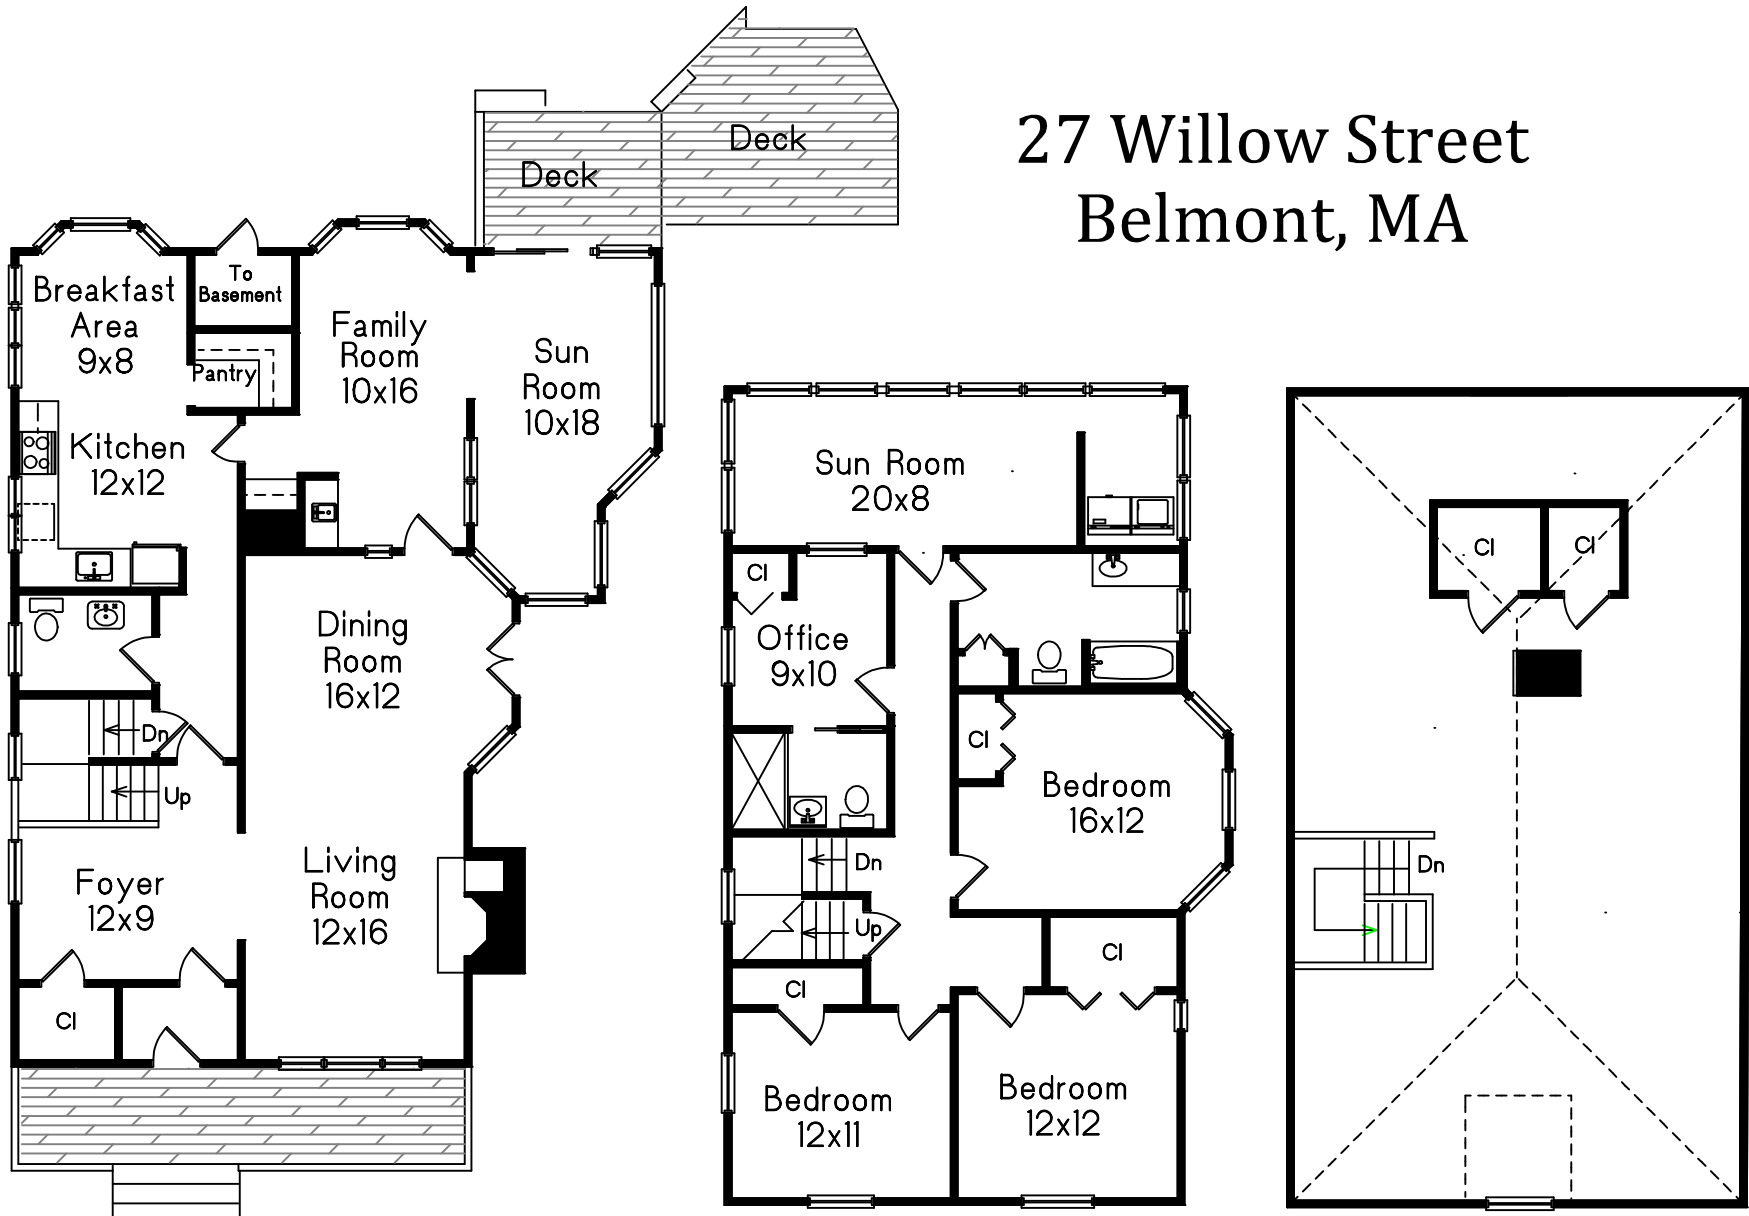 27 Willow Street
Belmont, MA
Deck
Deck
Breakfast
Area
9x8
To
Basement
Pantry
Family
Room
10x16
Sun
Room
10x18
Kitchen
12x12
Dining
Room
16x12
Dn
Up
Foyer
12x9
Living
Room
12x16
Cl
Sun Room
20x8
Cl
Office
9x10
Cl
Bedroom
16x12
Dn
Up
Cl
Cl
Bedroom
12x11
Bedroom
12x12
Cl
Cl
Dn